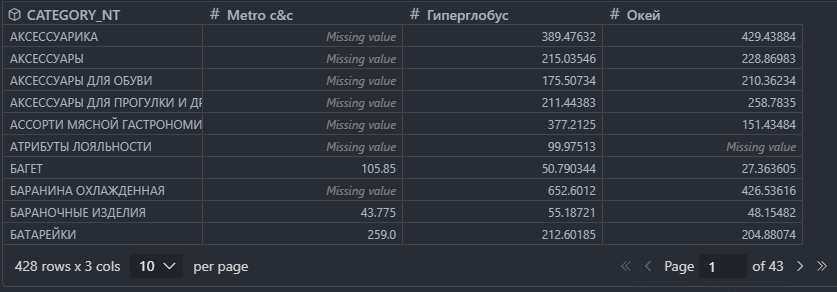 CATEGORY_NT # Metro c&c # Гиперглобус # Окей
АКСЕССУАРИКА Missing value 389.47632 429.43884
АКСЕССУАРЫ Missing value 215.03546 228.86983
АКСЕССУАРЫ ДЛЯ ОБУВИ Missing value 175.50734 210.36234
АКСЕССУАРЫ ДЛЯ ПРОГУЛКИ И ДР Missing value 211.44383 258.7835
АССОРТИ МЯСНОЙ ГАСТРОНОМИ Missing value 377.2125 151.43484
АТРИБУТЫ ЛОЯЛЬНОСТИ Missing value 99.97513 Missing value
БАГЕТ 105.85 50.790344 27.363605
БАРАНИНА ОХЛАЖДЕННАЯ Missing value 652.6012 426.53616
БАРАНОЧНЫЕ ИЗДЕЛИЯ 43.775 55.18721 48.15482
БАТАРЕЙКИ 259.0 212.60185 204.88074
428 rows x 3 cols 10 per page Page 1 of 43